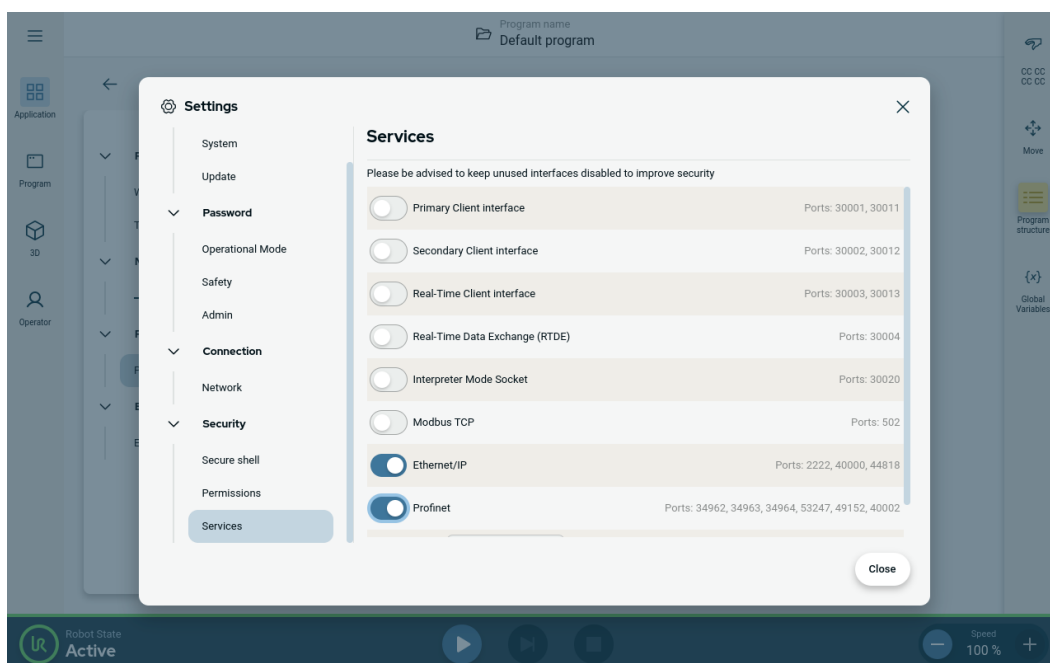 Program name
Default program
Application
Program
3D
Operator
Settings
System
Update
Password
Operational Mode
Safety
Admin
Connection
Network
Security
Secure shell
Permissions
Services
Services
Please be advised to keep unused interfaces disabled to improve security
Primary Client interface Ports: 30001, 30011
Secondary Client interface Ports: 30002, 30012
Real-Time Client interface Ports: 30003, 30013
Real-Time Data Exchange (RTDE) Ports: 30004
Interpreter Mode Socket Ports: 30020
Modbus TCP Ports: 502
Ethernet/IP Ports: 2222, 40000, 44818
Profinet Ports: 34962, 34963, 34964, 53247, 49152, 40002
Close
CC CC
CC CC
Move
Program
structure
{x}
Global
Variables
UR
Robot State
Active
Speed
100 %